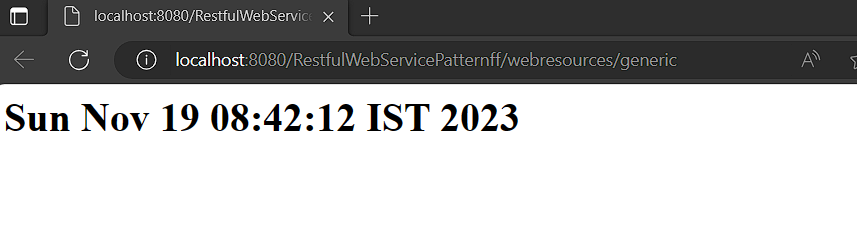 localhost:8080/RestfulWebServic
localhost:8080/RestfulWebServicePatternff/webresources/generic
Sun Nov 19 08:42:12 IST 2023